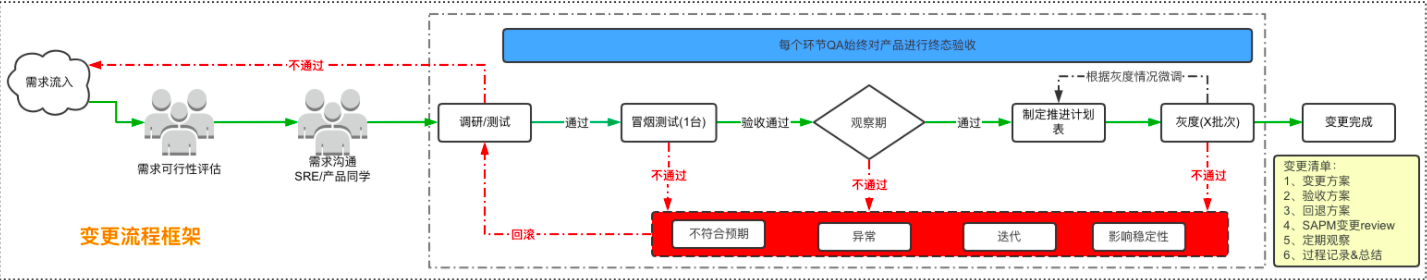 每个环节QA始终对产品进行终态验收
需求流入
不通过
根据灰度情况微调
调研/测试
通过
冒烟测试(1台)
验收通过
观察期
通过
制定推进计划
表
灰度(X批次)
变更完成
需求可行性评估
需求沟通
SRE/产品同学
不通过
不通过
不通过
变更清单:
1、变更方案
2、验收方案
3、回退方案
4、SAPM变更review
5、定期观察
6、过程记录&总结
变更流程框架
回滚
不符合预期
异常
迭代
影响稳定性